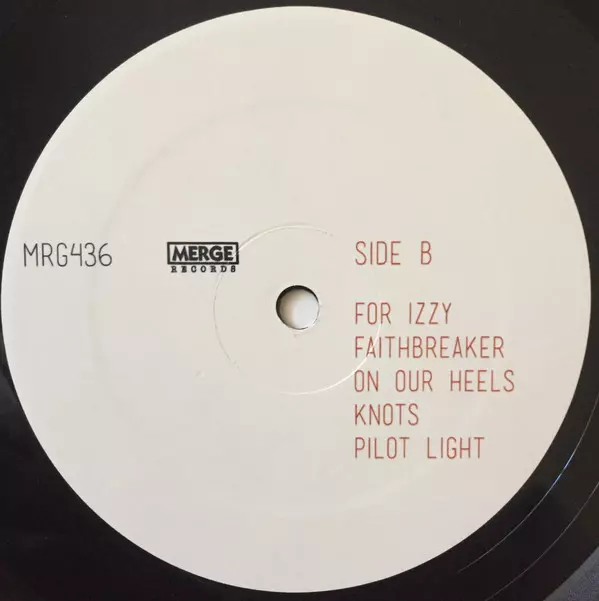 MRG436
MERGE
RECORDS
SIDE B
FOR IZZY
FAITHBREAKER
ON OUR HEELS
KNOTS
PILOT LIGHT